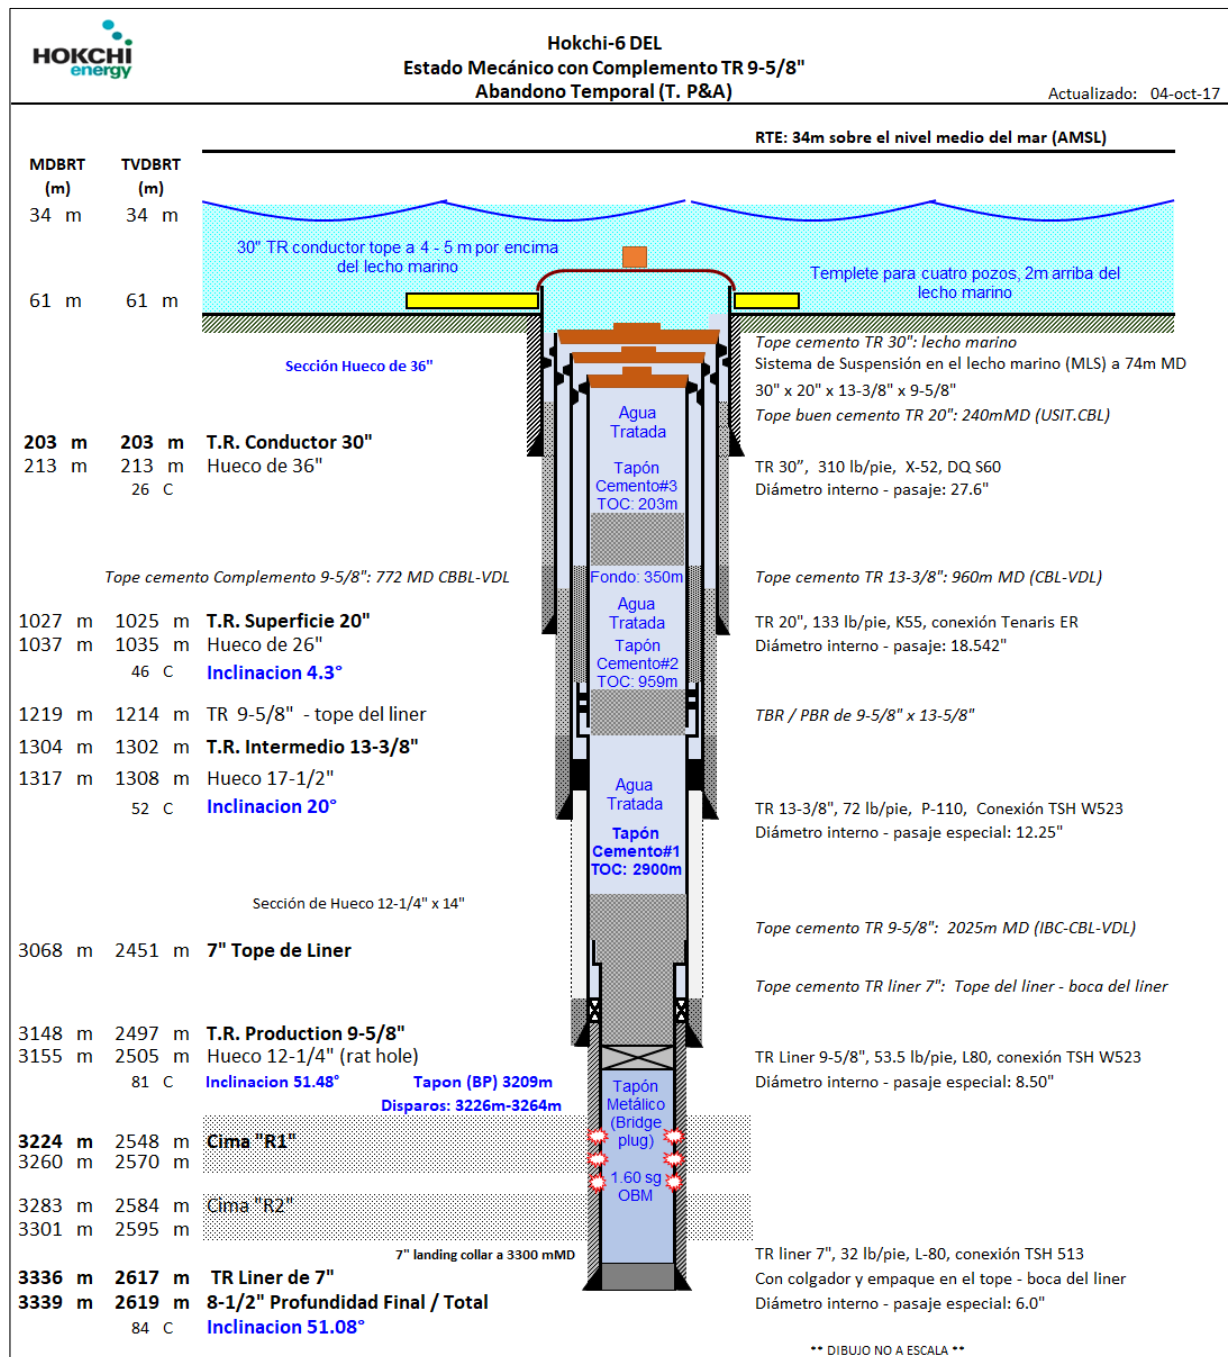 HOKCHI
energy
Hokchi-6 DEL
Estado Mecánico con Complemento TR 9-5/8"
Abandono Temporal (T. P&A)
Actualizado: 04-oct-17
RTE: 34m sobre el nivel medio del mar (AMSL)
MDBRT TVDBRT
(m) (m)
34 m 34 m
30" TR conductor tope a 4 - 5 m por encima
del lecho marino
Templete para cuatro pozos, 2m arriba del
lecho marino
61 m 61 m
Tope cemento TR 30": lecho marino
Sección Hueco de 36"
Sistema de Suspensión en el lecho marino (MLS) a 74m MD
30" x 20" x 13-3/8" x 9-5/8"
Agua
Tratada
Tope buen cemento TR 20": 240mMD (USIT.CBL)
203 m 203 m T.R. Conductor 30"
213 m 213 m Hueco de 36"
26 C
Tapón
Cemento#3
TOC: 203m
TR 30”, 310 lb/pie, X-52, DQ S60
Diámetro interno - pasaje: 27.6"
Tope cemento Complemento 9-5/8": 772 MD CBBL-VDL
Fondo: 350m
Tope cemento TR 13-3/8": 960m MD (CBL-VDL)
Agua
Tratada
1027 m 1025 m T.R. Superficie 20"
1037 m 1035 m Hueco de 26"
46 C Inclinacion 4.3°
Tapón
Cemento#2
TOC: 959m
TR 20", 133 lb/pie, K55, conexión Tenaris ER
Diámetro interno - pasaje: 18.542"
1219 m 1214 m TR 9-5/8" - tope del liner
TBR / PBR de 9-5/8" x 13-5/8"
1304 m 1302 m T.R. Intermedio 13-3/8"
1317 m 1308 m Hueco 17-1/2"
52 C Inclinacion 20°
Agua
Tratada
TR 13-3/8", 72 lb/pie, P-110, Conexión TSH W523
Diámetro interno - pasaje especial: 12.25"
Tapón
Cemento#1
TOC: 2900m
Sección de Hueco 12-1/4" x 14"
Tope cemento TR 9-5/8": 2025m MD (IBC-CBL-VDL)
3068 m 2451 m 7" Tope de Liner
Tope cemento TR liner 7": Tope del liner - boca del liner
3148 m 2497 m T.R. Production 9-5/8"
3155 m 2505 m Hueco 12-1/4" (rat hole)
81 C Inclinacion 51.48° Tapon (BP) 3209m
Disparos: 3226m-3264m
TR Liner 9-5/8", 53.5 lb/pie, L80, conexión TSH W523
Diámetro interno - pasaje especial: 8.50"
Tapón
Metálico
(Bridge
plug)
3224 m 2548 m Cima "R1"
3260 m 2570 m
1.60 sg
OBM
3283 m 2584 m Cima "R2"
3301 m 2595 m
7" landing collar a 3300 mMD
TR liner 7", 32 lb/pie, L-80, conexión TSH 513
3336 m 2617 m TR Liner de 7"
Con colgador y empaque en el tope - boca del liner
3339 m 2619 m 8-1/2" Profundidad Final / Total
Diámetro interno - pasaje especial: 6.0"
84 C Inclinacion 51.08°
** DIBUJO NO A ESCALA **